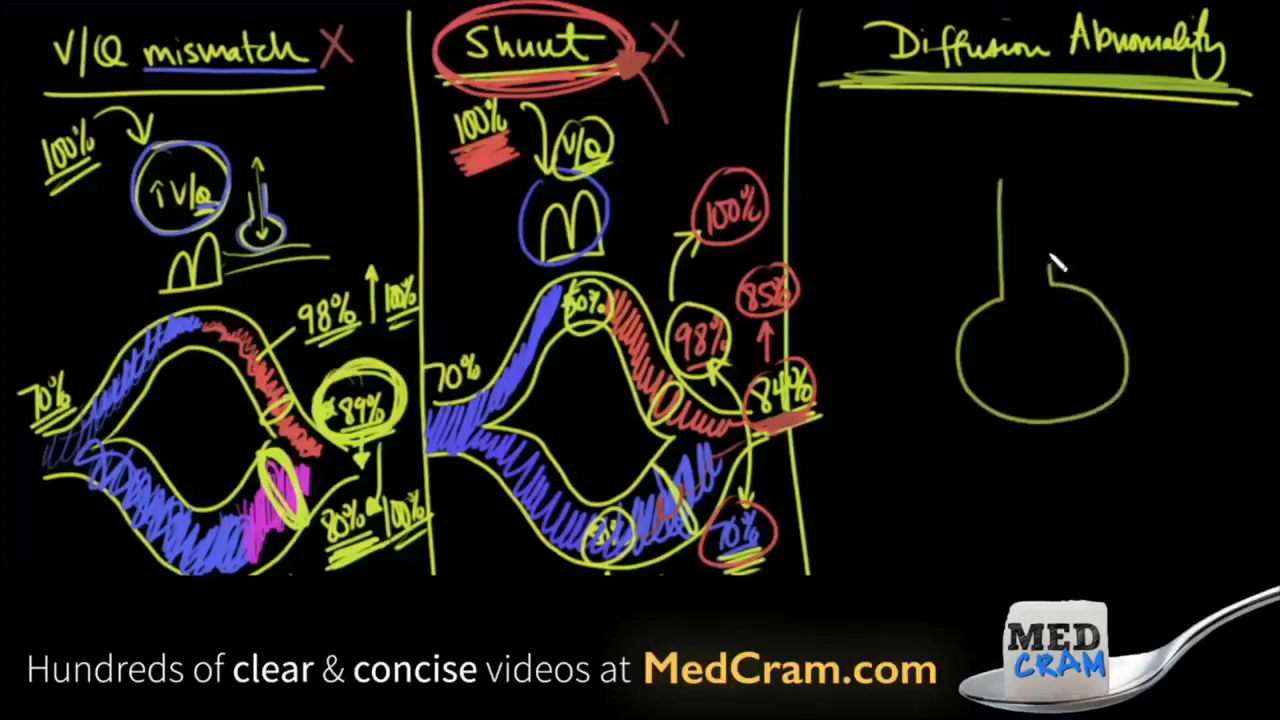 V/Q mismatch X
100%
↑V/Q
98% ↑ 100%
70%
89%
80% 100%
Shunt X
100%
V/Q
100%
85%
50%
98%
70%
84%
70%
Diffusion Abnormality
Hundreds of clear & concise videos at MedCram.com
MED
CRAM